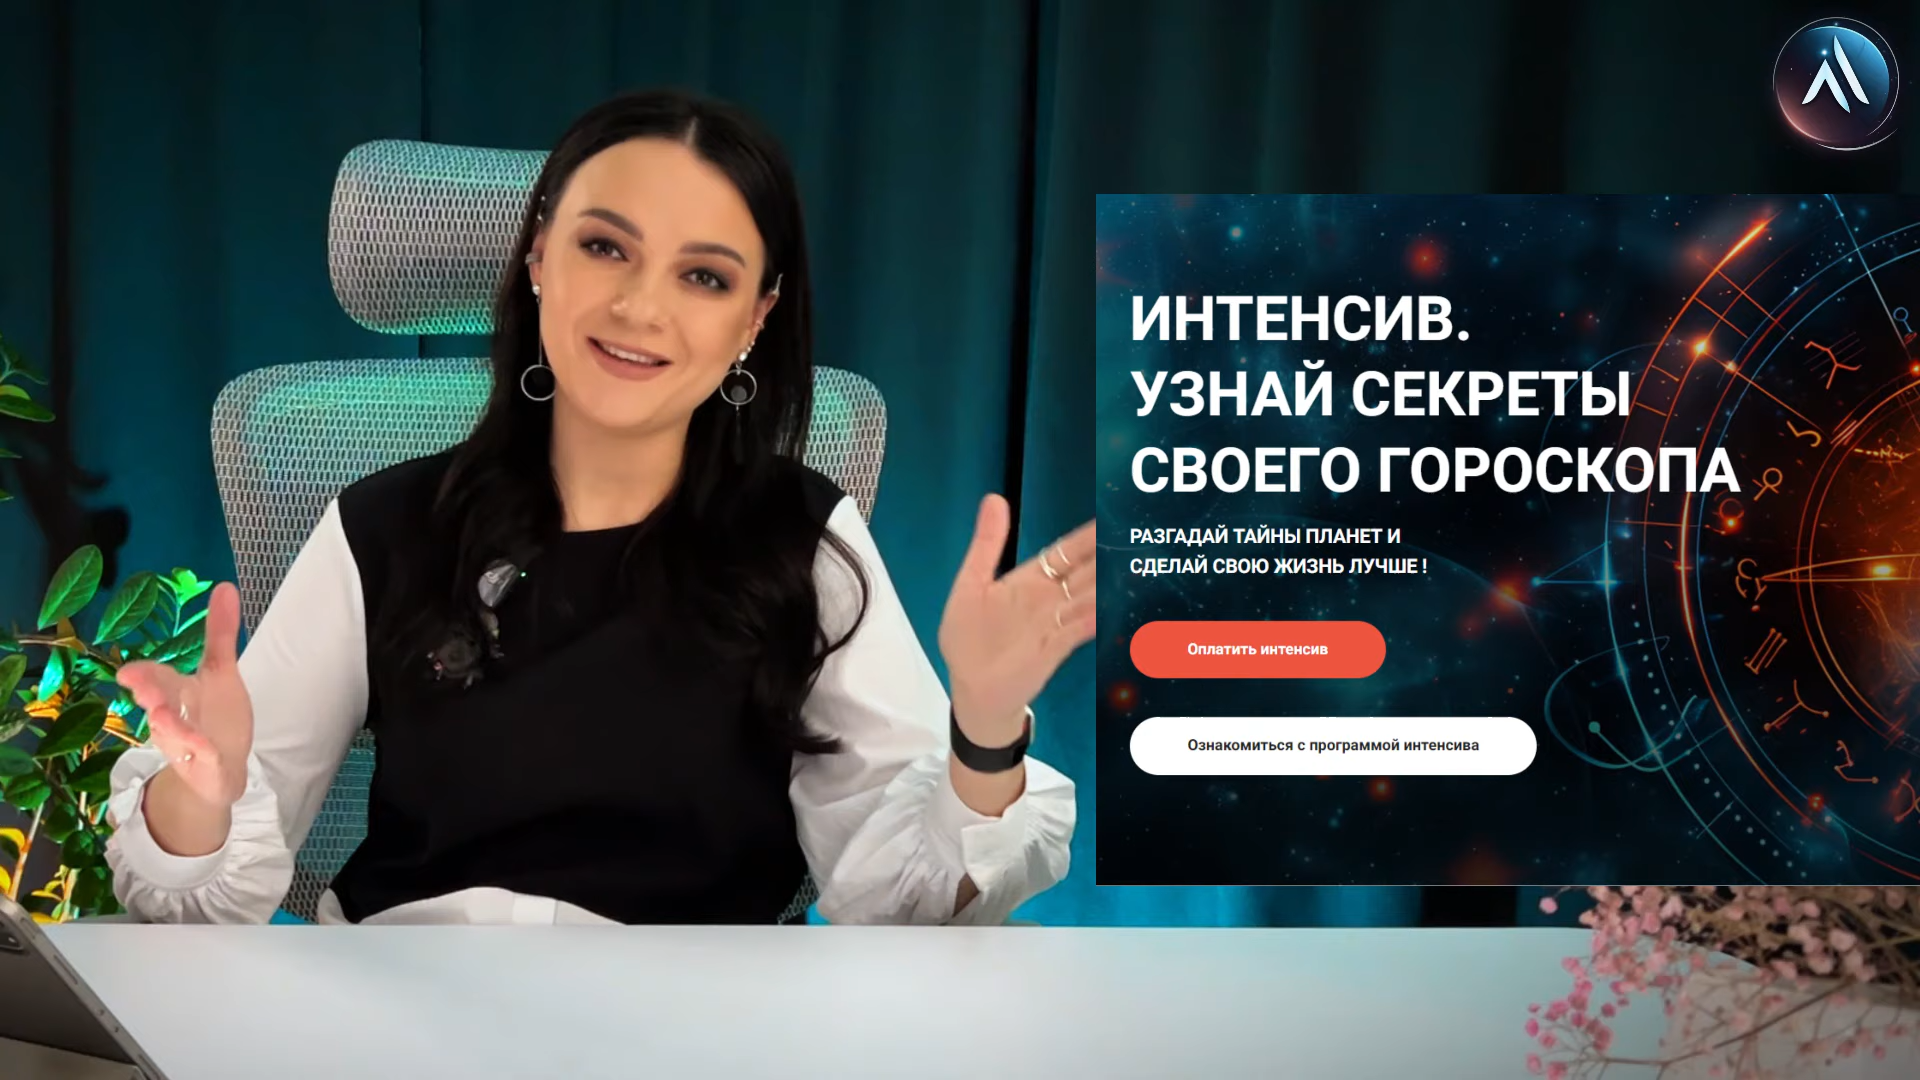 ИНТЕНСИВ.
УЗНАЙ СЕКРЕТЫ
СВОЕГО ГОРОСКОПА
РАЗГАДАЙ ТАЙНЫ ПЛАНЕТ И
СДЕЛАЙ СВОЮ ЖИЗНЬ ЛУЧШЕ !
Оплатить интенсив
Ознакомиться с программой интенсива